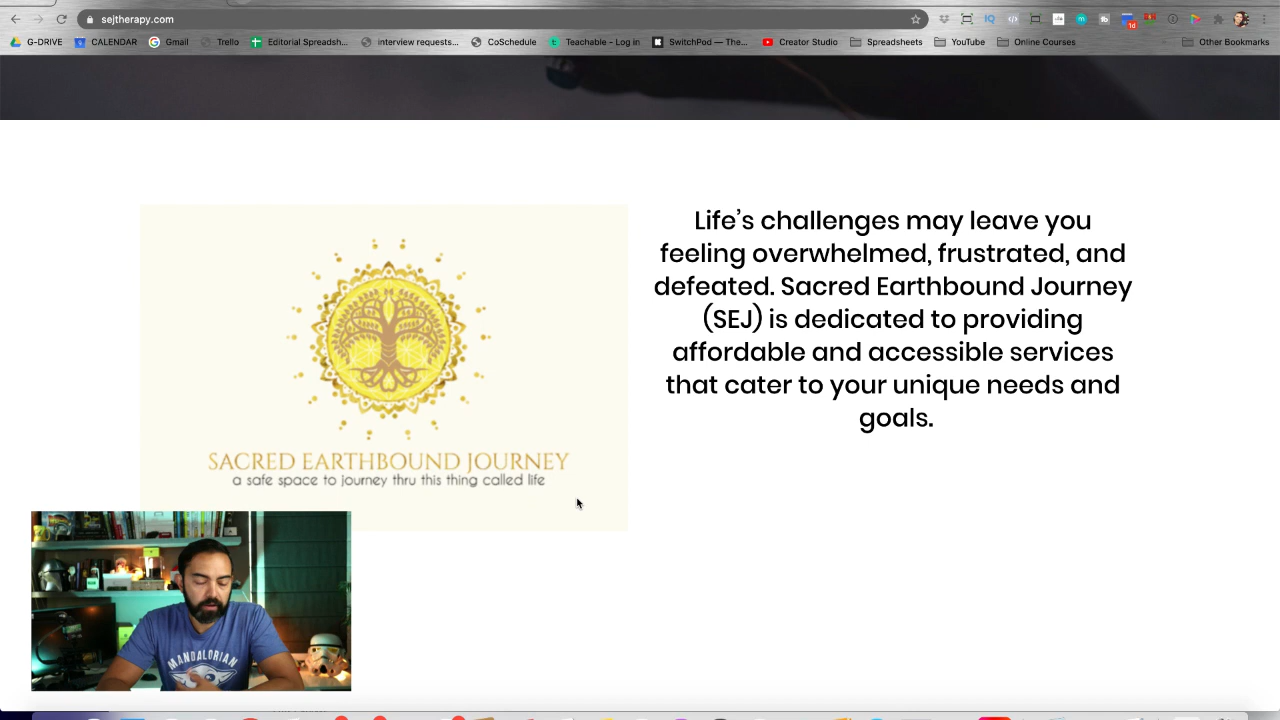 sejtherapy.com
G-DRIVE CALENDAR Gmail Trello Editorial Spreadsh... interview requests... CoSchedule Teachable - Log in SwitchPod — The... Creator Studio Spreadsheets YouTube Online Courses Other Bookmarks
Life’s challenges may leave you
feeling overwhelmed, frustrated, and
defeated. Sacred Earthbound Journey
(SEJ) is dedicated to providing
affordable and accessible services
that cater to your unique needs and
goals.
SACRED EARTHBOUND JOURNEY
a safe space to journey thru this thing called life
MANDALORIAN